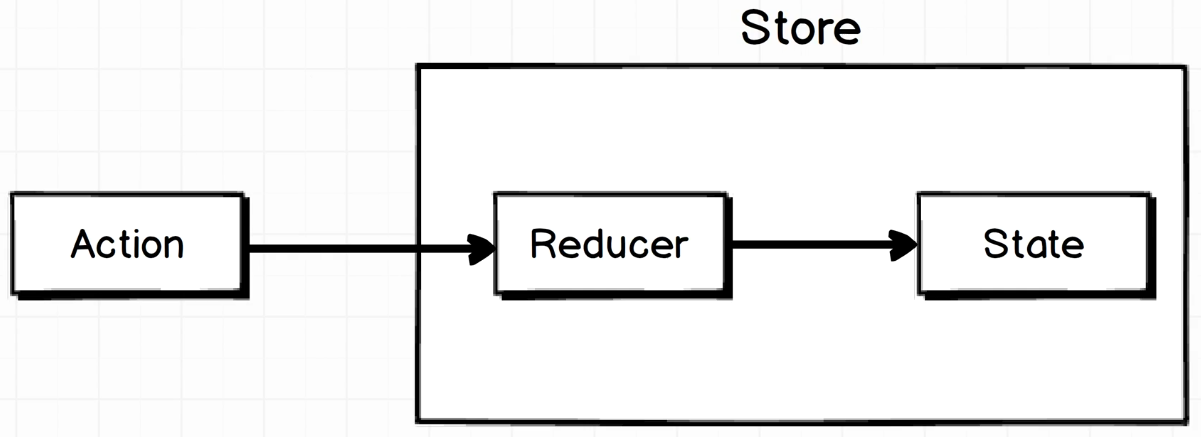 Store
Action
Reducer
State